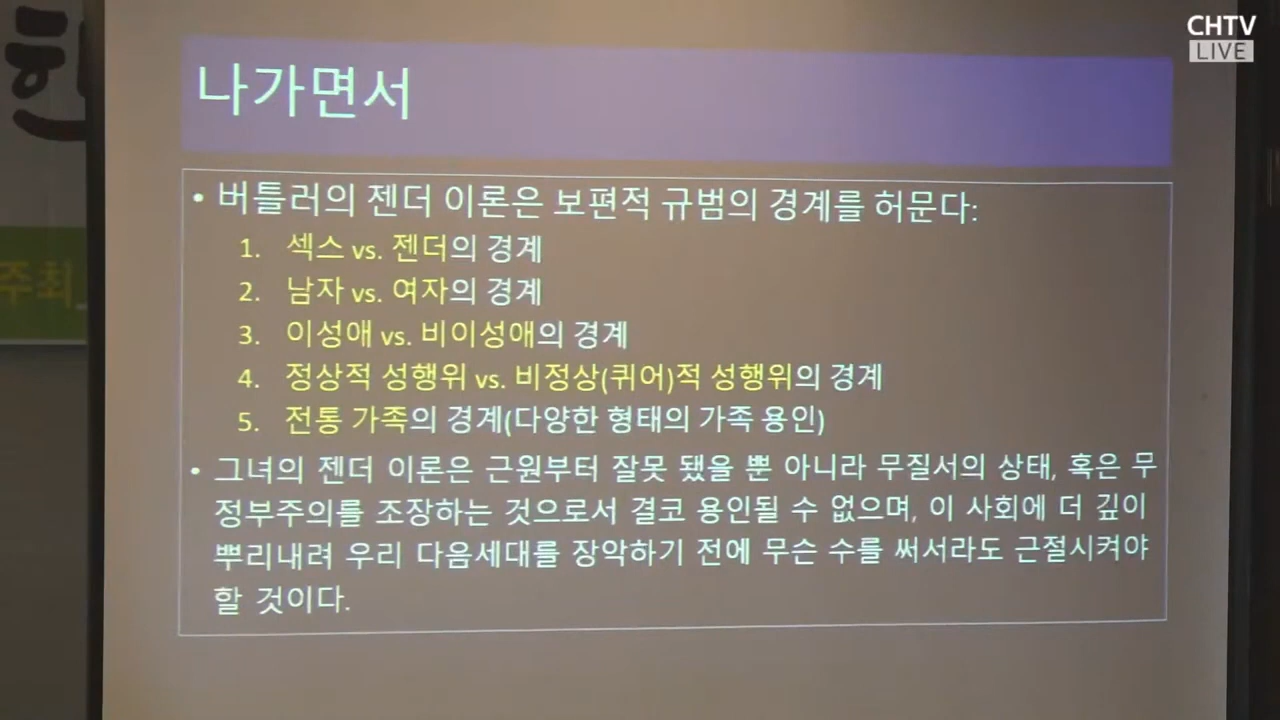 CHTV
LIVE
주최
나가면서
• 버틀러의 젠더 이론은 보편적 규범의 경계를 허문다:
1. 섹스 vs. 젠더의 경계
2. 남자 vs. 여자의 경계
3. 이성애 vs. 비이성애의 경계
4. 정상적 성행위 vs. 비정상(퀴어)적 성행위의 경계
5. 전통 가족의 경계(다양한 형태의 가족 용인)
• 그녀의 젠더 이론은 근원부터 잘못 됐을 뿐 아니라 무질서의 상태, 혹은 무
정부주의를 조장하는 것으로서 결코 용인될 수 없으며, 이 사회에 더 깊이
뿌리내려 우리 다음세대를 장악하기 전에 무슨 수를 써서라도 근절시켜야
할 것이다.